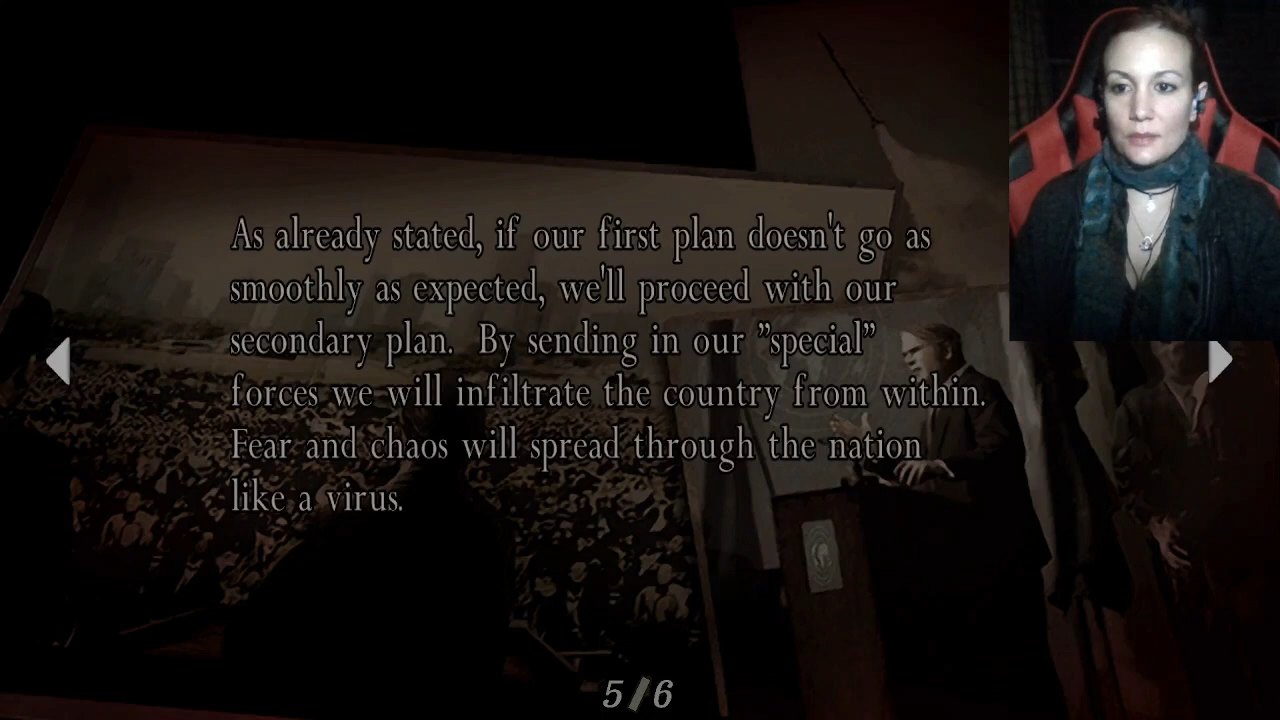 As already stated, if our first plan doesn't go as
smoothly as expected, we'll proceed with our
secondary plan. By sending in our ”special”
forces we will infiltrate the country from within.
Fear and chaos will spread through the nation
like a virus.
5/6